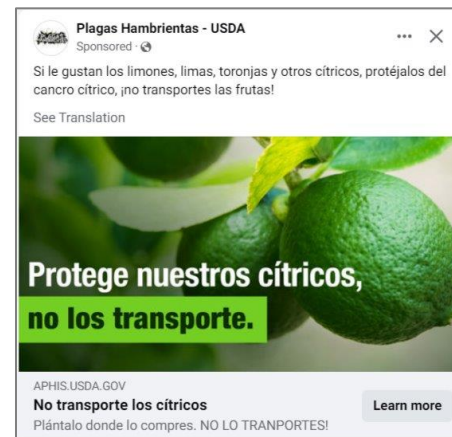 Plagas Hambrientas - USDA
Sponsored ·
Si le gustan los limones, limas, toronjas y otros cítricos, protéjalos del
cancro cítrico, ¡no transportes las frutas!
See Translation
Protege nuestros cítricos,
no los transporte.
APHIS.USDA.GOV
No transporte los cítricos
Learn more
Plántalo donde lo compres. NO LO TRANPORTES!